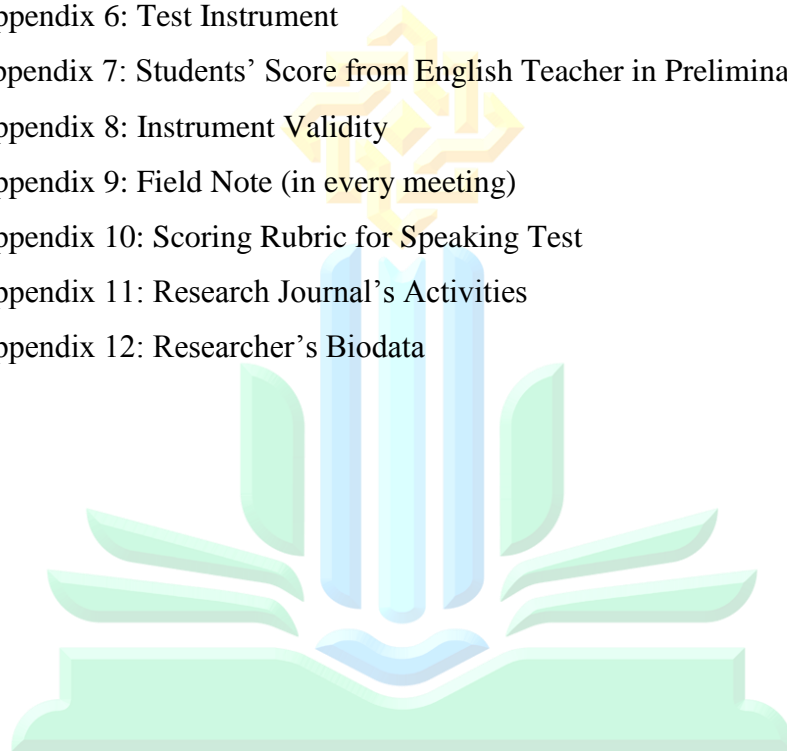 ppendix 6: Test Instrument
ppendix 7: Students’ Score from English Teacher in Prelimina
ppendix 8: Instrument Validity
ppendix 9: Field Note (in every meeting)
ppendix 10: Scoring Rubric for Speaking Test
ppendix 11: Research Journal’s Activities
ppendix 12: Researcher’s Biodata